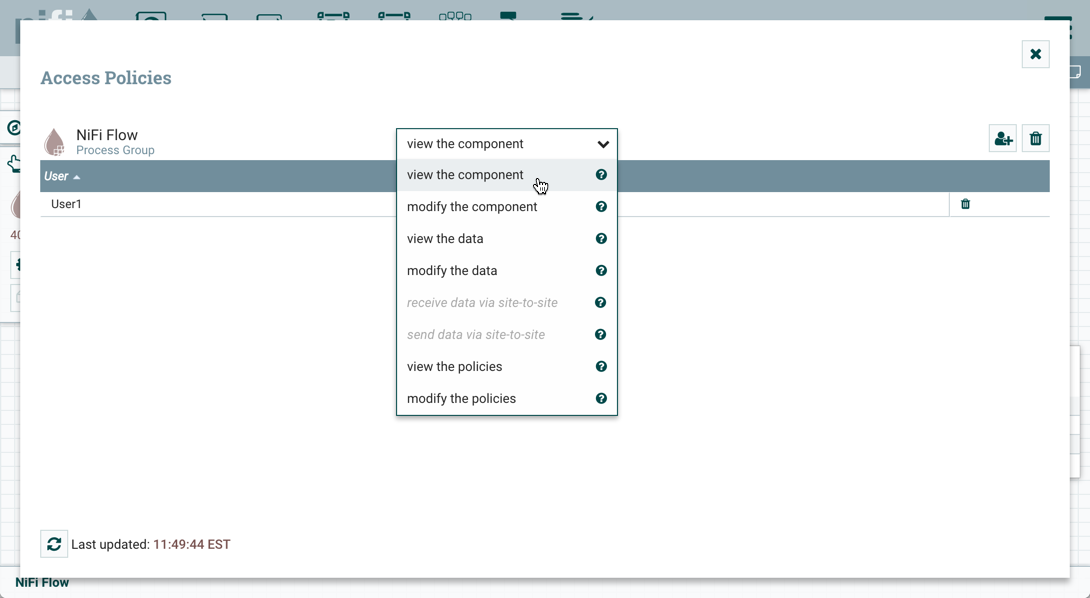 Access Policies
NiFi Flow
Process Group
view the component
User
view the component
User1
modify the component
view the data
modify the data
receive data via site-to-site
send data via site-to-site
view the policies
modify the policies
Last updated: 11:49:44 EST
NiFi Flow